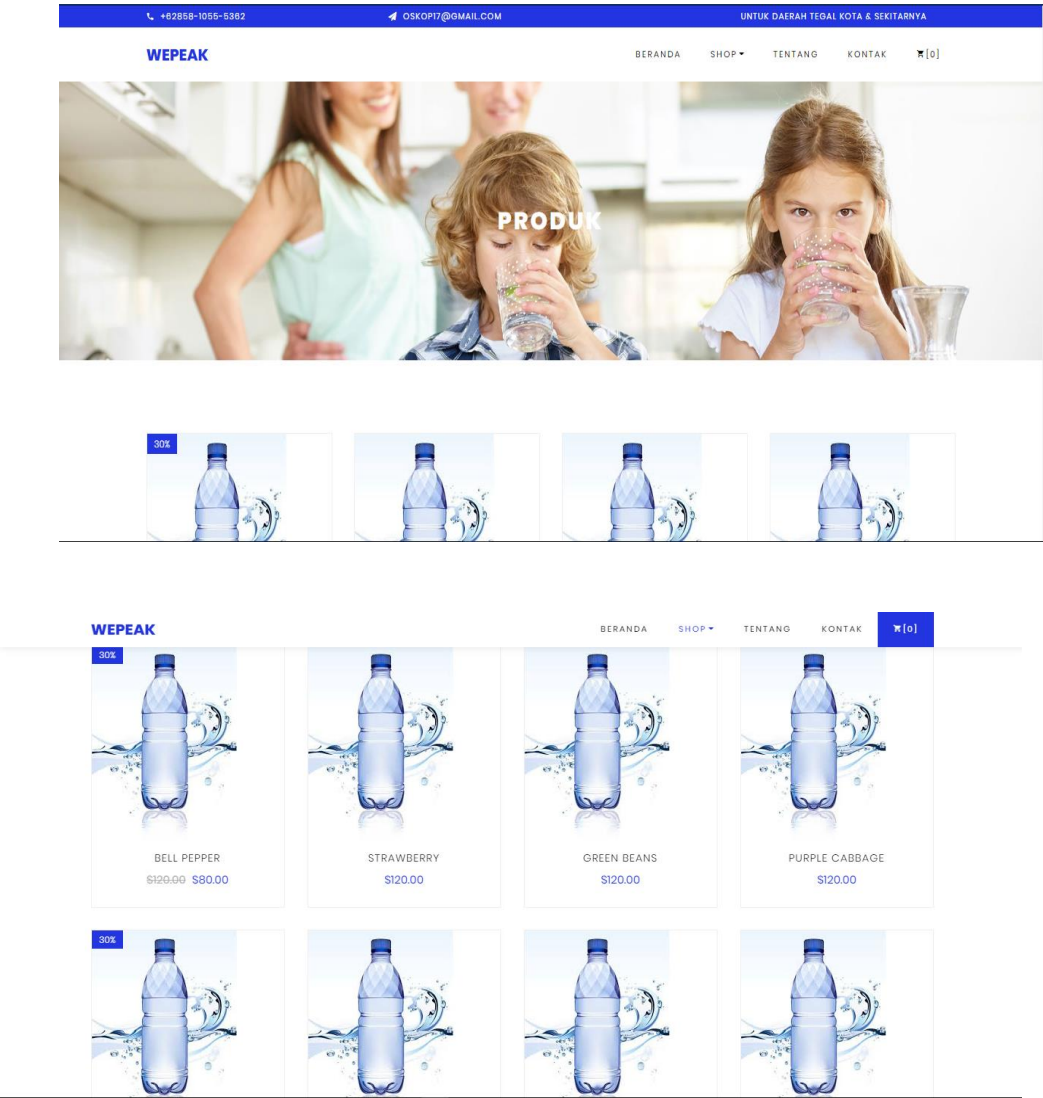 +62858-1055-5362 OSKOP17@GMAIL.COM UNTUK DAERAH TEGAL KOTA & SEKITARNYA
WEPEAK BERANDA SHOP TENTANG KONTAK [0]
PRODUK
30%
WEPEAK BERANDA SHOP TENTANG KONTAK [0]
30%
BELL PEPPER STRAWBERRY GREEN BEANS PURPLE CABBAGE
$120.00 $80.00 $120.00 $120.00 $120.00
30%